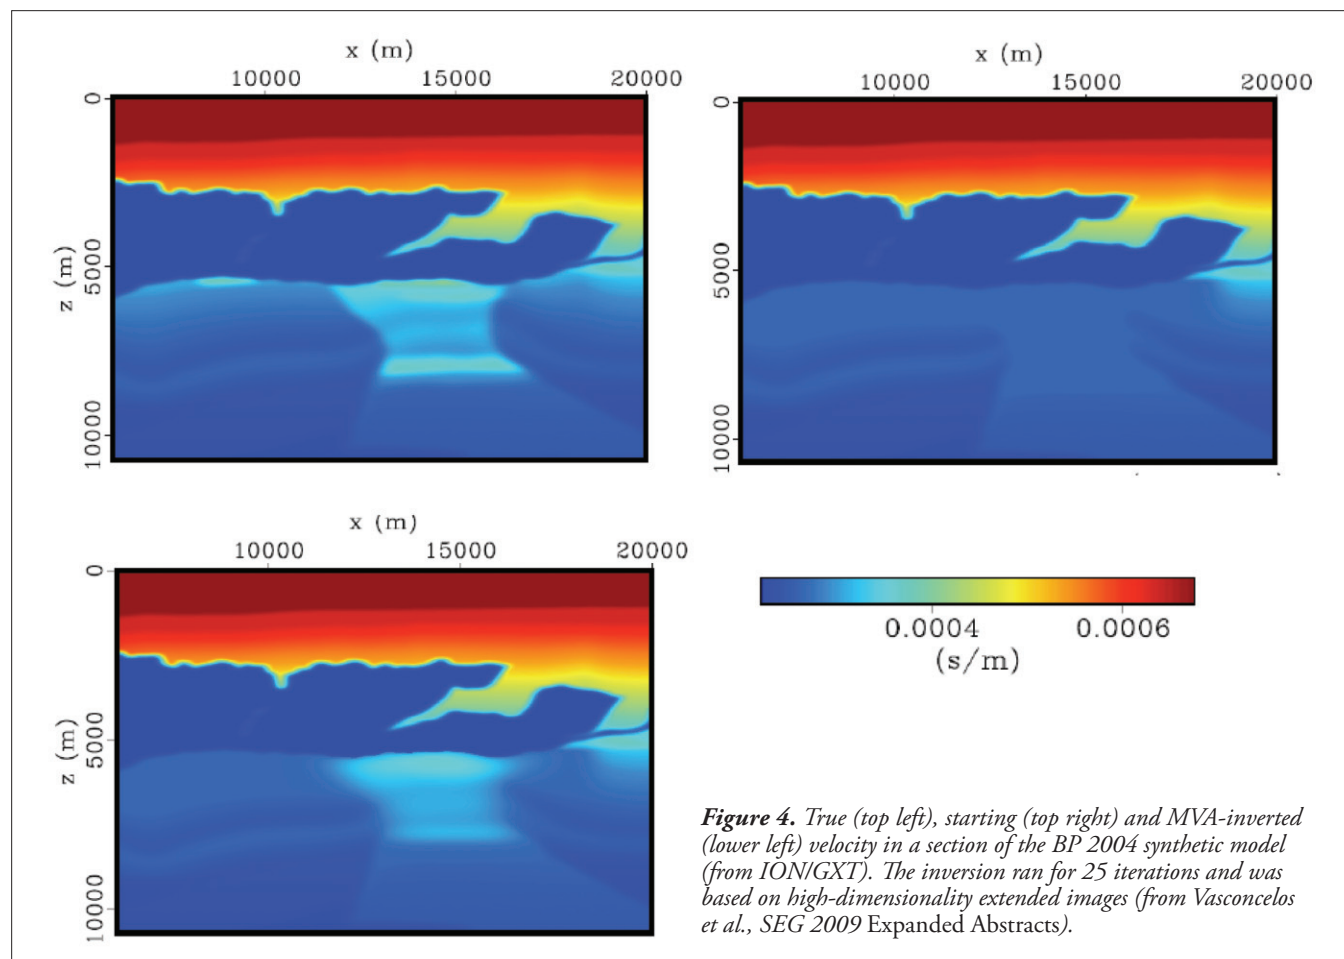 x (m)
10000 15000 20000
0
5000
10000
z (m)
x (m)
10000 15000 20000
0
5000
10000
z (m)
x (m)
10000 15000 20000
0
5000
10000
z (m)
0.0004 0.0006
(s/m)
Figure 4. True (top left), starting (top right) and MVA-inverted
(lower left) velocity in a section of the BP 2004 synthetic model
(from ION/GXT). The inversion ran for 25 iterations and was
based on high-dimensionality extended images (from Vasconcelos
et al., SEG 2009 Expanded Abstracts).